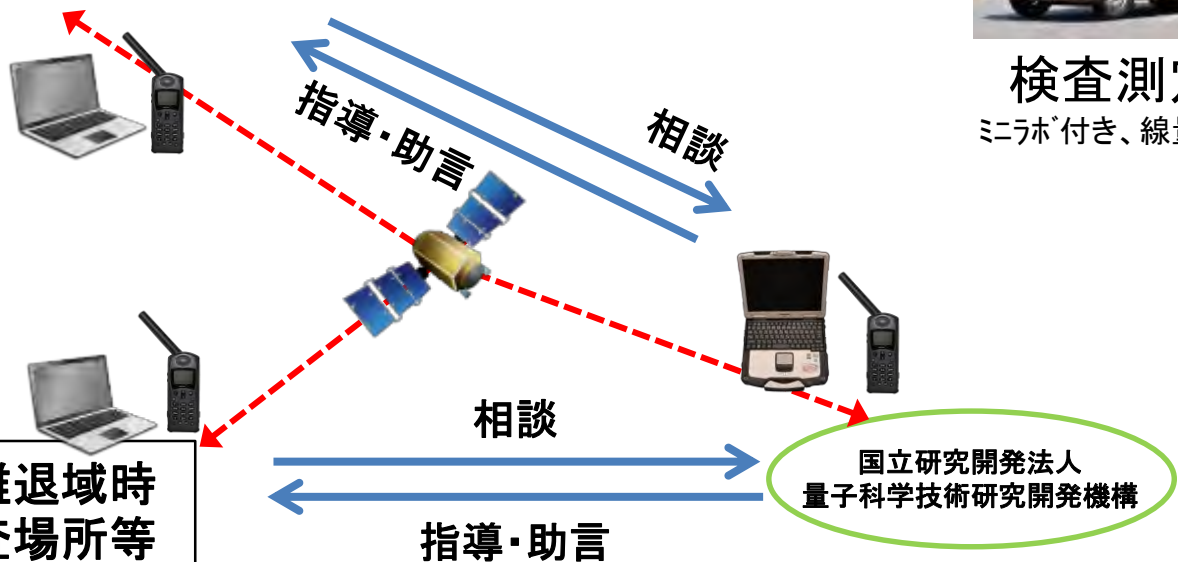 検査測
ミニラボ付き、線
指導・助言
相談
相談
国立研究開発法人
量子科学技術研究開発機構
退域時
場所等
指導・助言